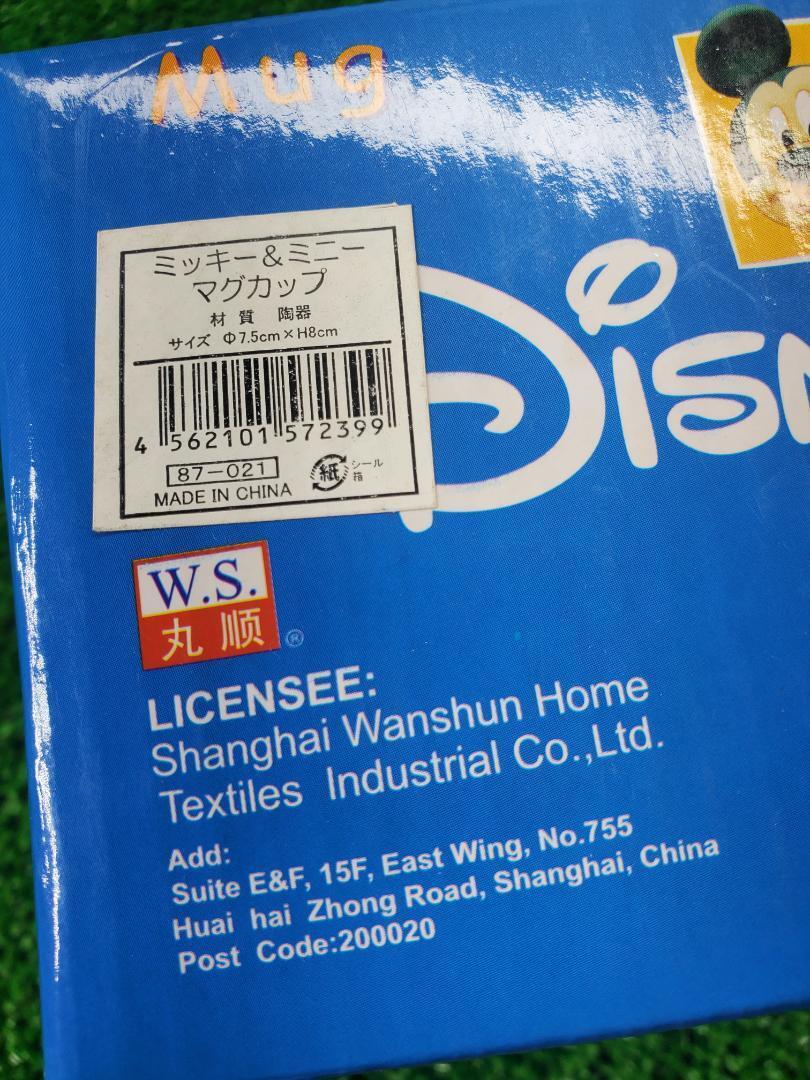 Mug
ミッキー&ミニー
マグカップ
材質 陶器
サイズ Φ7.5cm×H8cm
4 562101 572399
87-021
紙 シール 箱
MADE IN CHINA
DISN
W.S.
丸顺 ®
LICENSEE:
Shanghai Wanshun Home
Textiles Industrial Co.,Ltd.
Add:
Suite E&F, 15F, East Wing, No.755
Huai hai Zhong Road, Shanghai, China
Post Code:200020